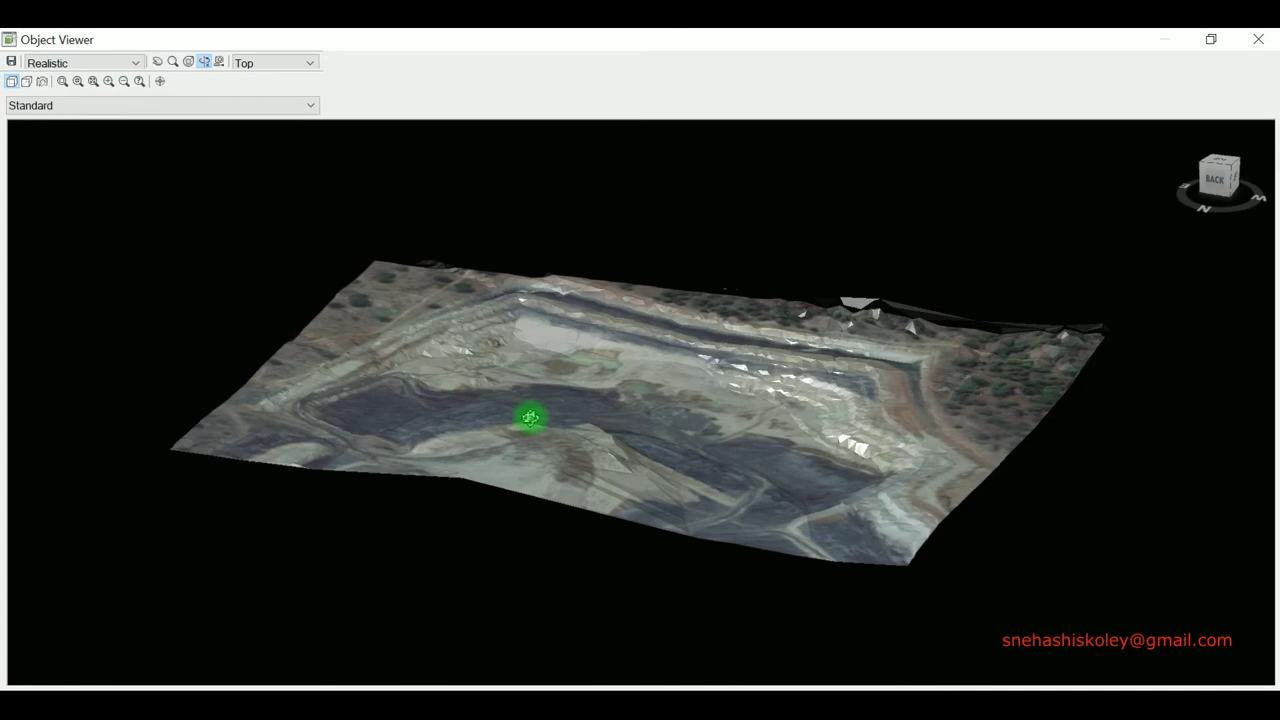 Object Viewer
Realistic
Top
Standard
BACK
N
snehashiskoley@gmail.com